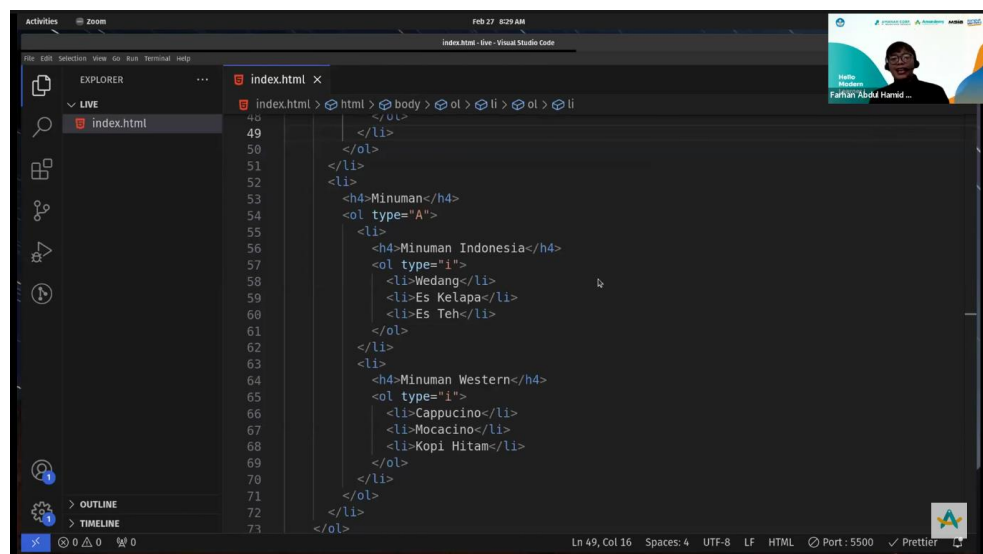 Activities
Zoom
Feb 27 8:29 AM
index.html - live - Visual Studio Code
File Edit Selection View Go Run Terminal Help
EXPLORER ...
LIVE
index.html
OUTLINE
TIMELINE
index.html
index.html > html > body > ol > li > ol > li
48 </ol>
49 </li>
50 </ol>
51 </li>
52 <li>
53 <h4>Minuman</h4>
54 <ol type="A">
55 <li>
56 <h4>Minuman Indonesia</h4>
57 <ol type="i">
58 <li>Wedang</li>
59 <li>Es Kelapa</li>
60 <li>Es Teh</li>
61 </ol>
62 </li>
63 <li>
64 <h4>Minuman Western</h4>
65 <ol type="i">
66 <li>Cappucino</li>
67 <li>Mocacino</li>
68 <li>Kopi Hitam</li>
69 </ol>
70 </li>
71 </ol>
72 </li>
73 </ol>
Hello
Modern
Farhan Abdul Hamid ...
MSIB
1
1
0 0 0
Ln 49, Col 16 Spaces: 4 UTF-8 LF HTML Port : 5500 Prettier